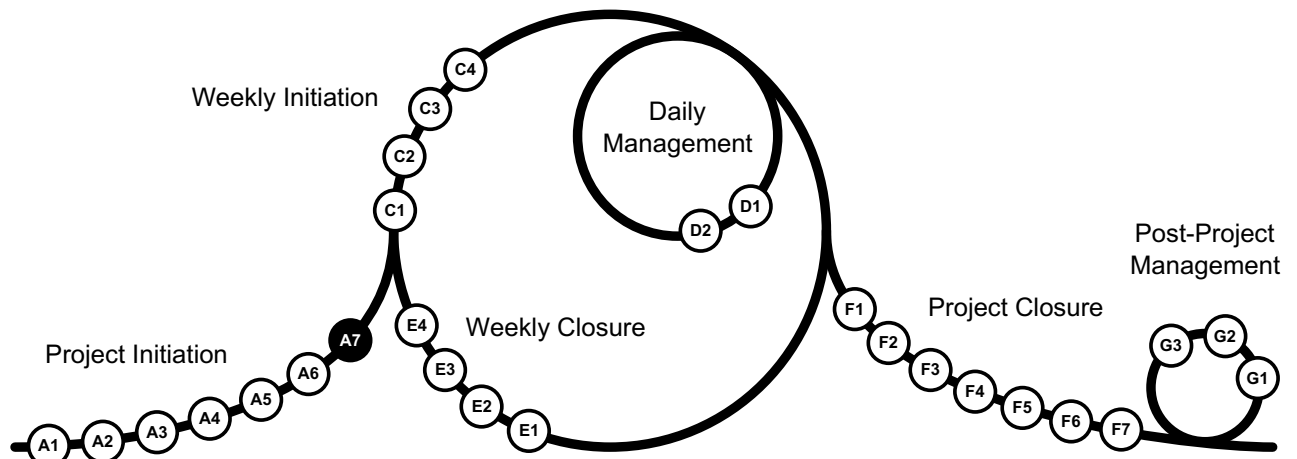 Project Initiation
A1
A2
A3
A4
A5
A6
A7
Weekly Initiation
C1
C2
C3
C4
Daily
Management
D1
D2
Weekly Closure
E1
E2
E3
E4
Project Closure
F1
F2
F3
F4
F5
F6
F7
Post-Project
Management
G1
G2
G3